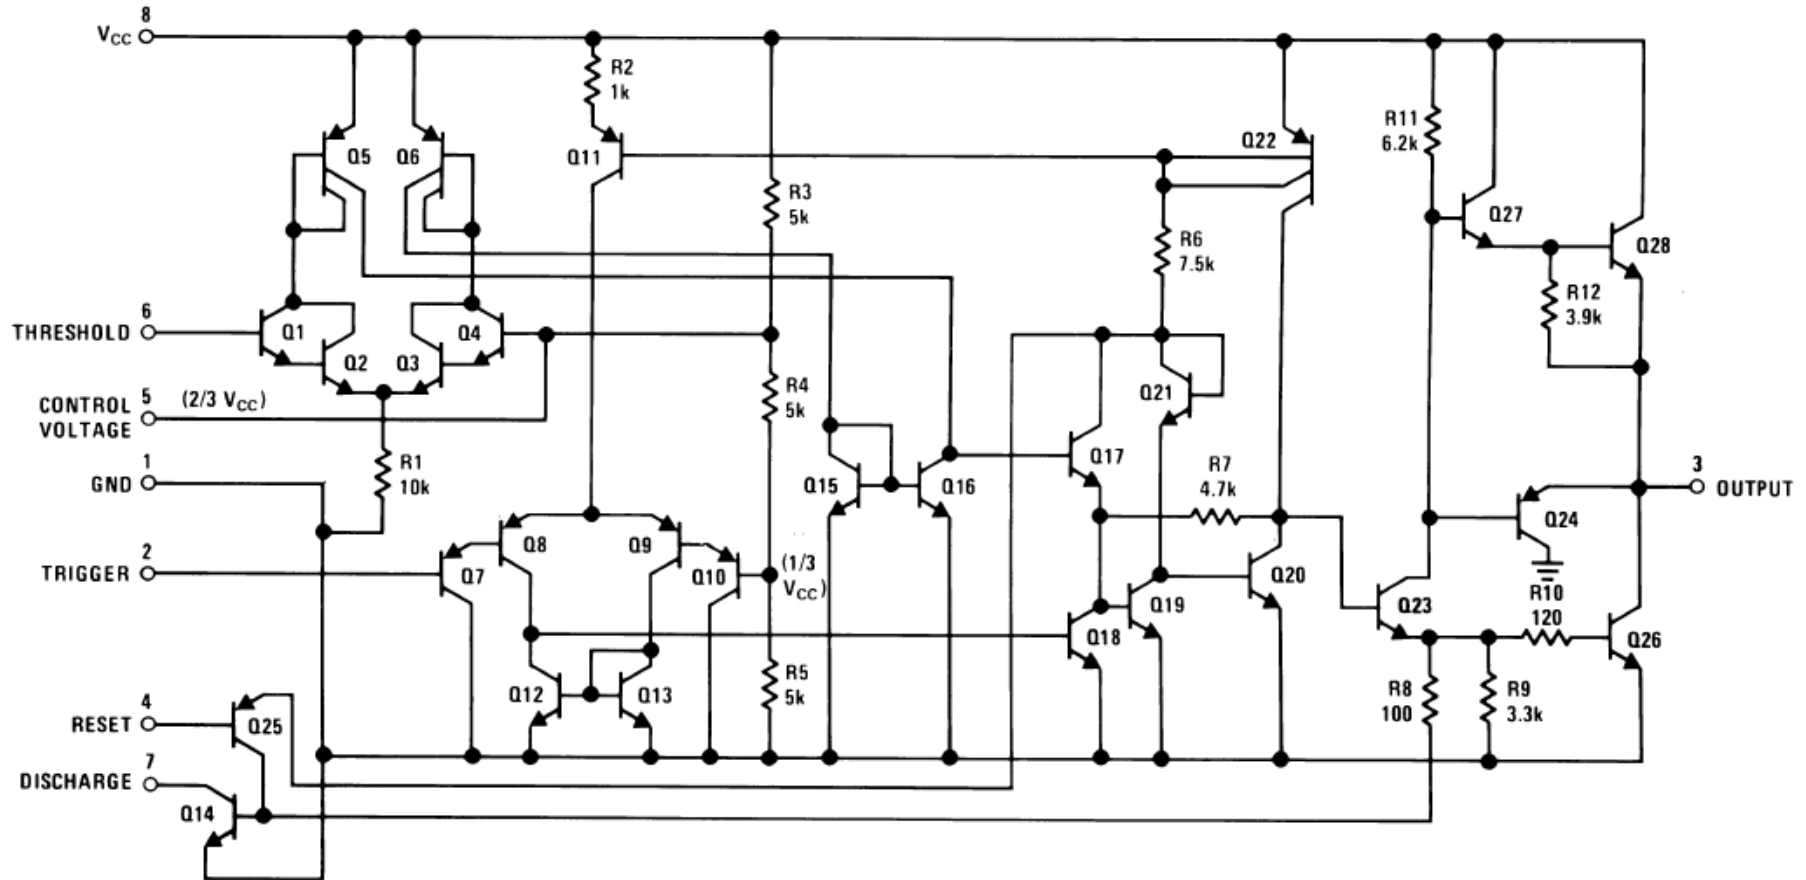 8
VCC
R2
1k
Q5
Q6
Q11
Q22
R11
6.2k
R3
5k
Q27
Q28
R6
7.5k
R12
3.9k
6
THRESHOLD
Q1
Q4
Q2
Q3
5
CONTROL
VOLTAGE
(2/3 VCC)
R4
5k
Q21
1
GND
R1
10k
Q15
Q16
Q17
R7
4.7k
3
OUTPUT
Q24
2
TRIGGER
Q7
Q8
Q9
Q10
(1/3
VCC)
Q18
Q19
Q20
Q23
R10
120
Q26
Q12
Q13
R5
5k
R8
100
R9
3.3k
4
RESET
Q25
7
DISCHARGE
Q14